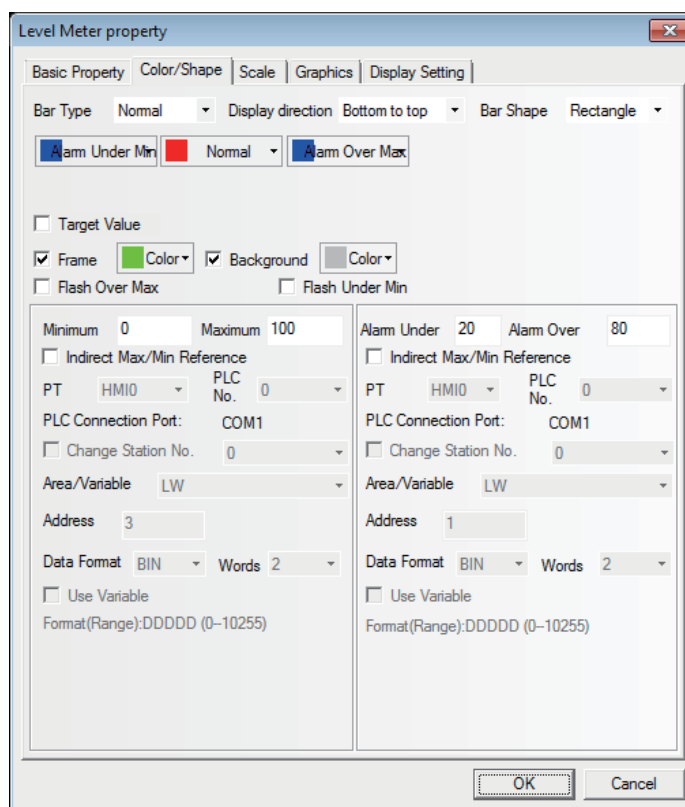 Level Meter property
Basic Property Color/Shape Scale Graphics Display Setting
Bar Type Normal Display direction Bottom to top Bar Shape Rectangle
Alarm Under Min Normal Alarm Over Max
Target Value
Frame Color Background Color
Flash Over Max Flash Under Min
Minimum 0 Maximum 100
Indirect Max/Min Reference
PT HMI0 PLC No. 0
PLC Connection Port: COM1
Change Station No. 0
Area/Variable LW
Address 3
Data Format BIN Words 2
Use Variable
Format(Range):DDDDD (0--10255)
Alarm Under 20 Alarm Over 80
Indirect Max/Min Reference
PT HMI0 PLC No. 0
PLC Connection Port: COM1
Change Station No. 0
Area/Variable LW
Address 1
Data Format BIN Words 2
Use Variable
Format(Range):DDDDD (0--10255)
OK Cancel